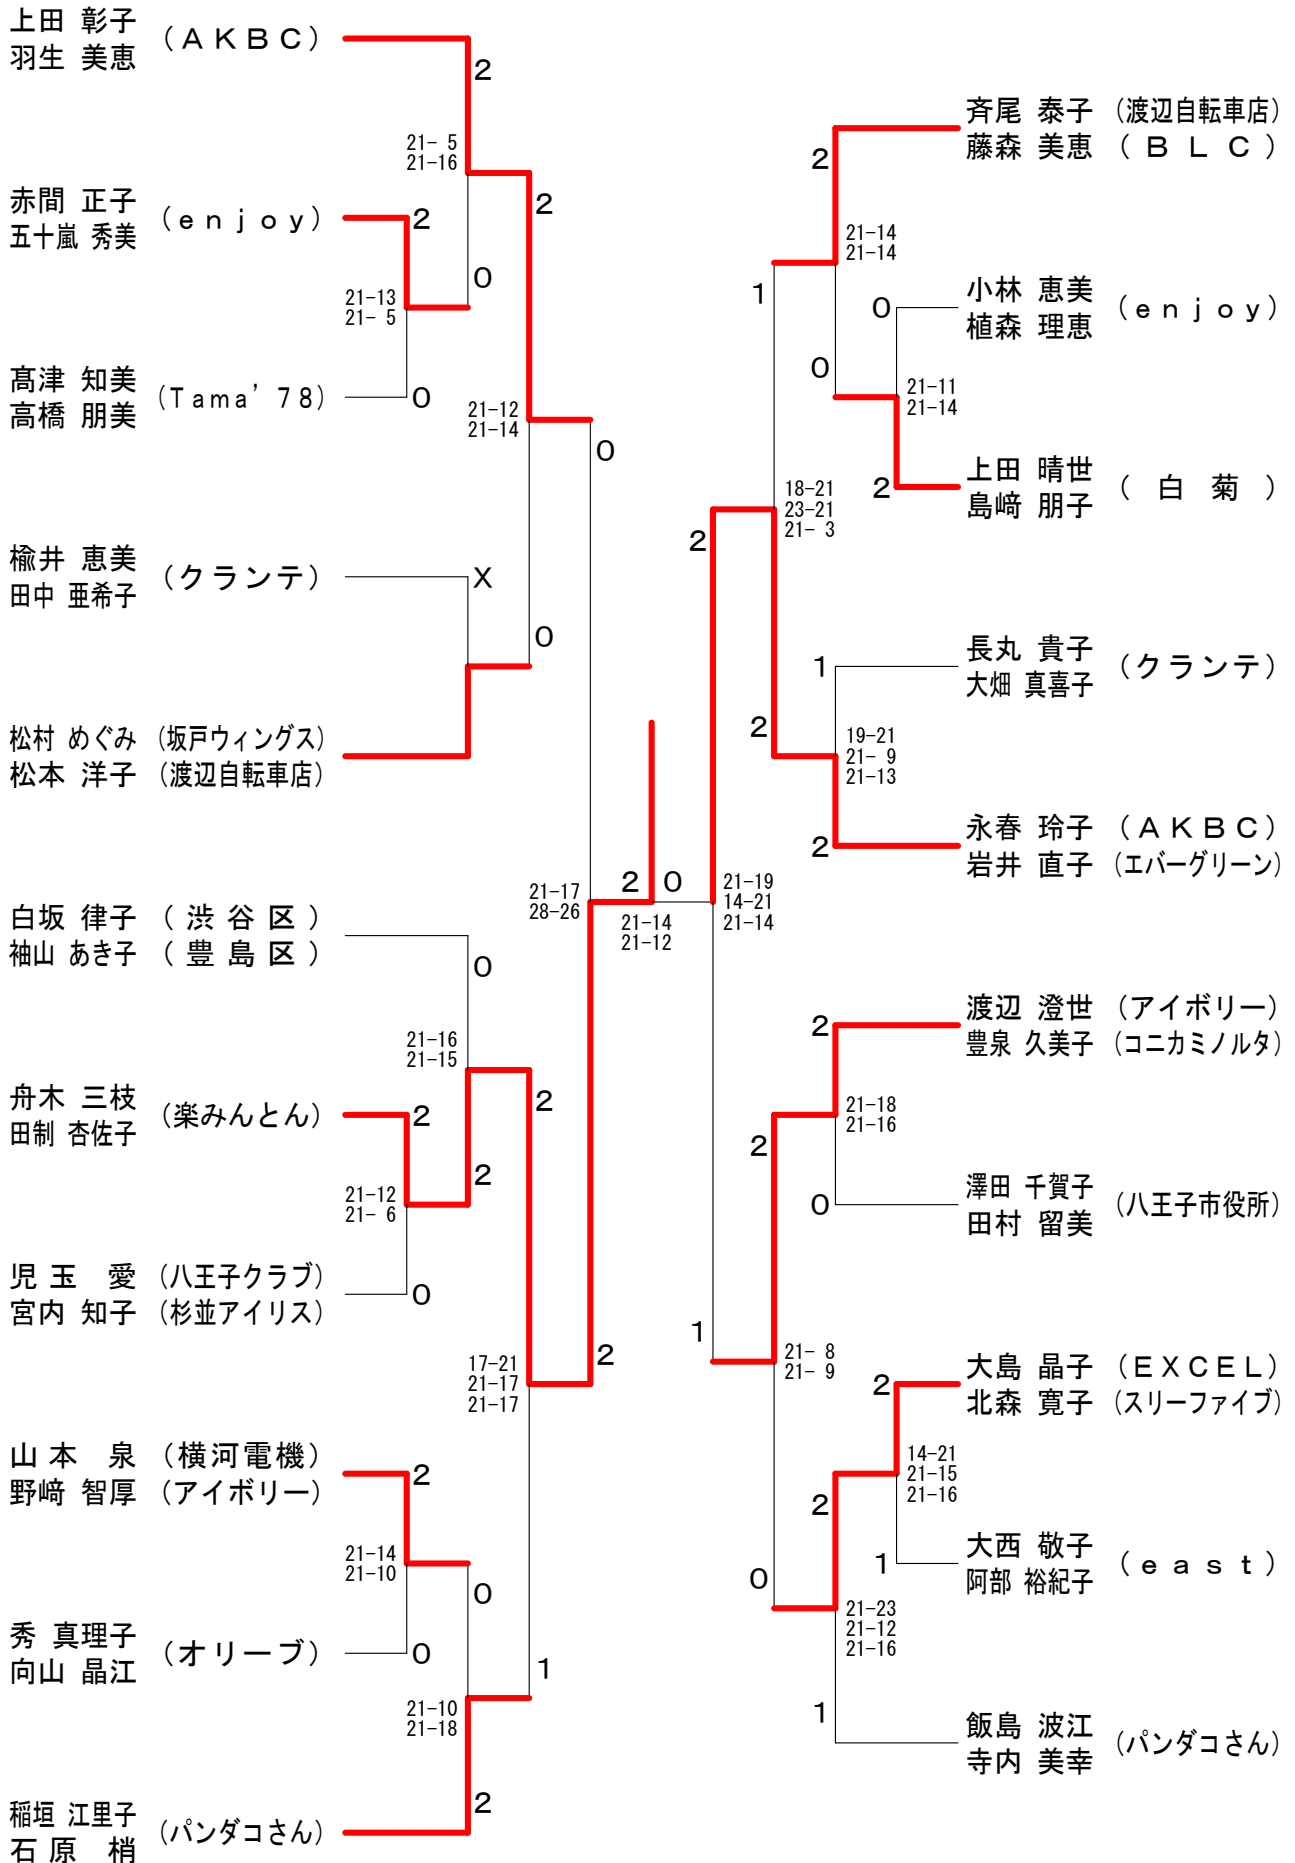 上田 彰子 (ＡＫＢＣ)
羽生 美恵
2
21- 5
21-16
赤間 正子 (ｅｎｊｏｙ)
五十嵐 秀美
2
2
0
21-13
21- 5
髙津 知美 (Ｔａｍａ’７８)
高橋 朋美
0
21-12
21-14
0
楡井 恵美 (クランテ)
田中 亜希子
X
0
松村 めぐみ (坂戸ウィングス)
松本 洋子 (渡辺自転車店)
白坂 律子 (渋谷区)
袖山 あき子 (豊島区)
0
21-16
21-15
舟木 三枝 (楽みんとん)
田制 杏佐子
2
2
2
21-12
21- 6
児玉 愛 (八王子クラブ)
宮内 知子 (杉並アイリス)
0
17-21
21-17
21-17
2
山本 泉 (横河電機)
野﨑 智厚 (アイボリー)
2
21-14
21-10
0
秀 真理子 (オリーブ)
向山 晶江
0
1
21-10
21-18
稲垣 江里子 (パンダコさん)
石原 梢
2
21-17
28-26
2 0
21-14
21-12
斉尾 泰子 (渡辺自転車店)
藤森 美恵 (ＢＬＣ)
2
21-14
21-14
1
小林 恵美 (ｅｎｊｏｙ)
植森 理恵
0
0
21-11
21-14
上田 晴世 (白菊)
島﨑 朋子
2
18-21
23-21
21- 3
2
長丸 貴子 (クランテ)
大畑 真喜子
1
2
19-21
21- 9
21-13
永春 玲子 (ＡＫＢＣ)
岩井 直子 (エバーグリーン)
2
21-19
14-21
21-14
渡辺 澄世 (アイボリー)
豊泉 久美子 (コニカミノルタ)
2
21-18
21-16
2
澤田 千賀子 (八王子市役所)
田村 留美
0
1
21- 8
21- 9
大島 晶子 (ＥＸＣＥＬ)
北森 寛子 (スリーファイブ)
2
14-21
21-15
21-16
2
大西 敬子 (ｅａｓｔ)
阿部 裕紀子
1
0
21-23
21-12
21-16
飯島 波江 (パンダコさん)
寺内 美幸
1